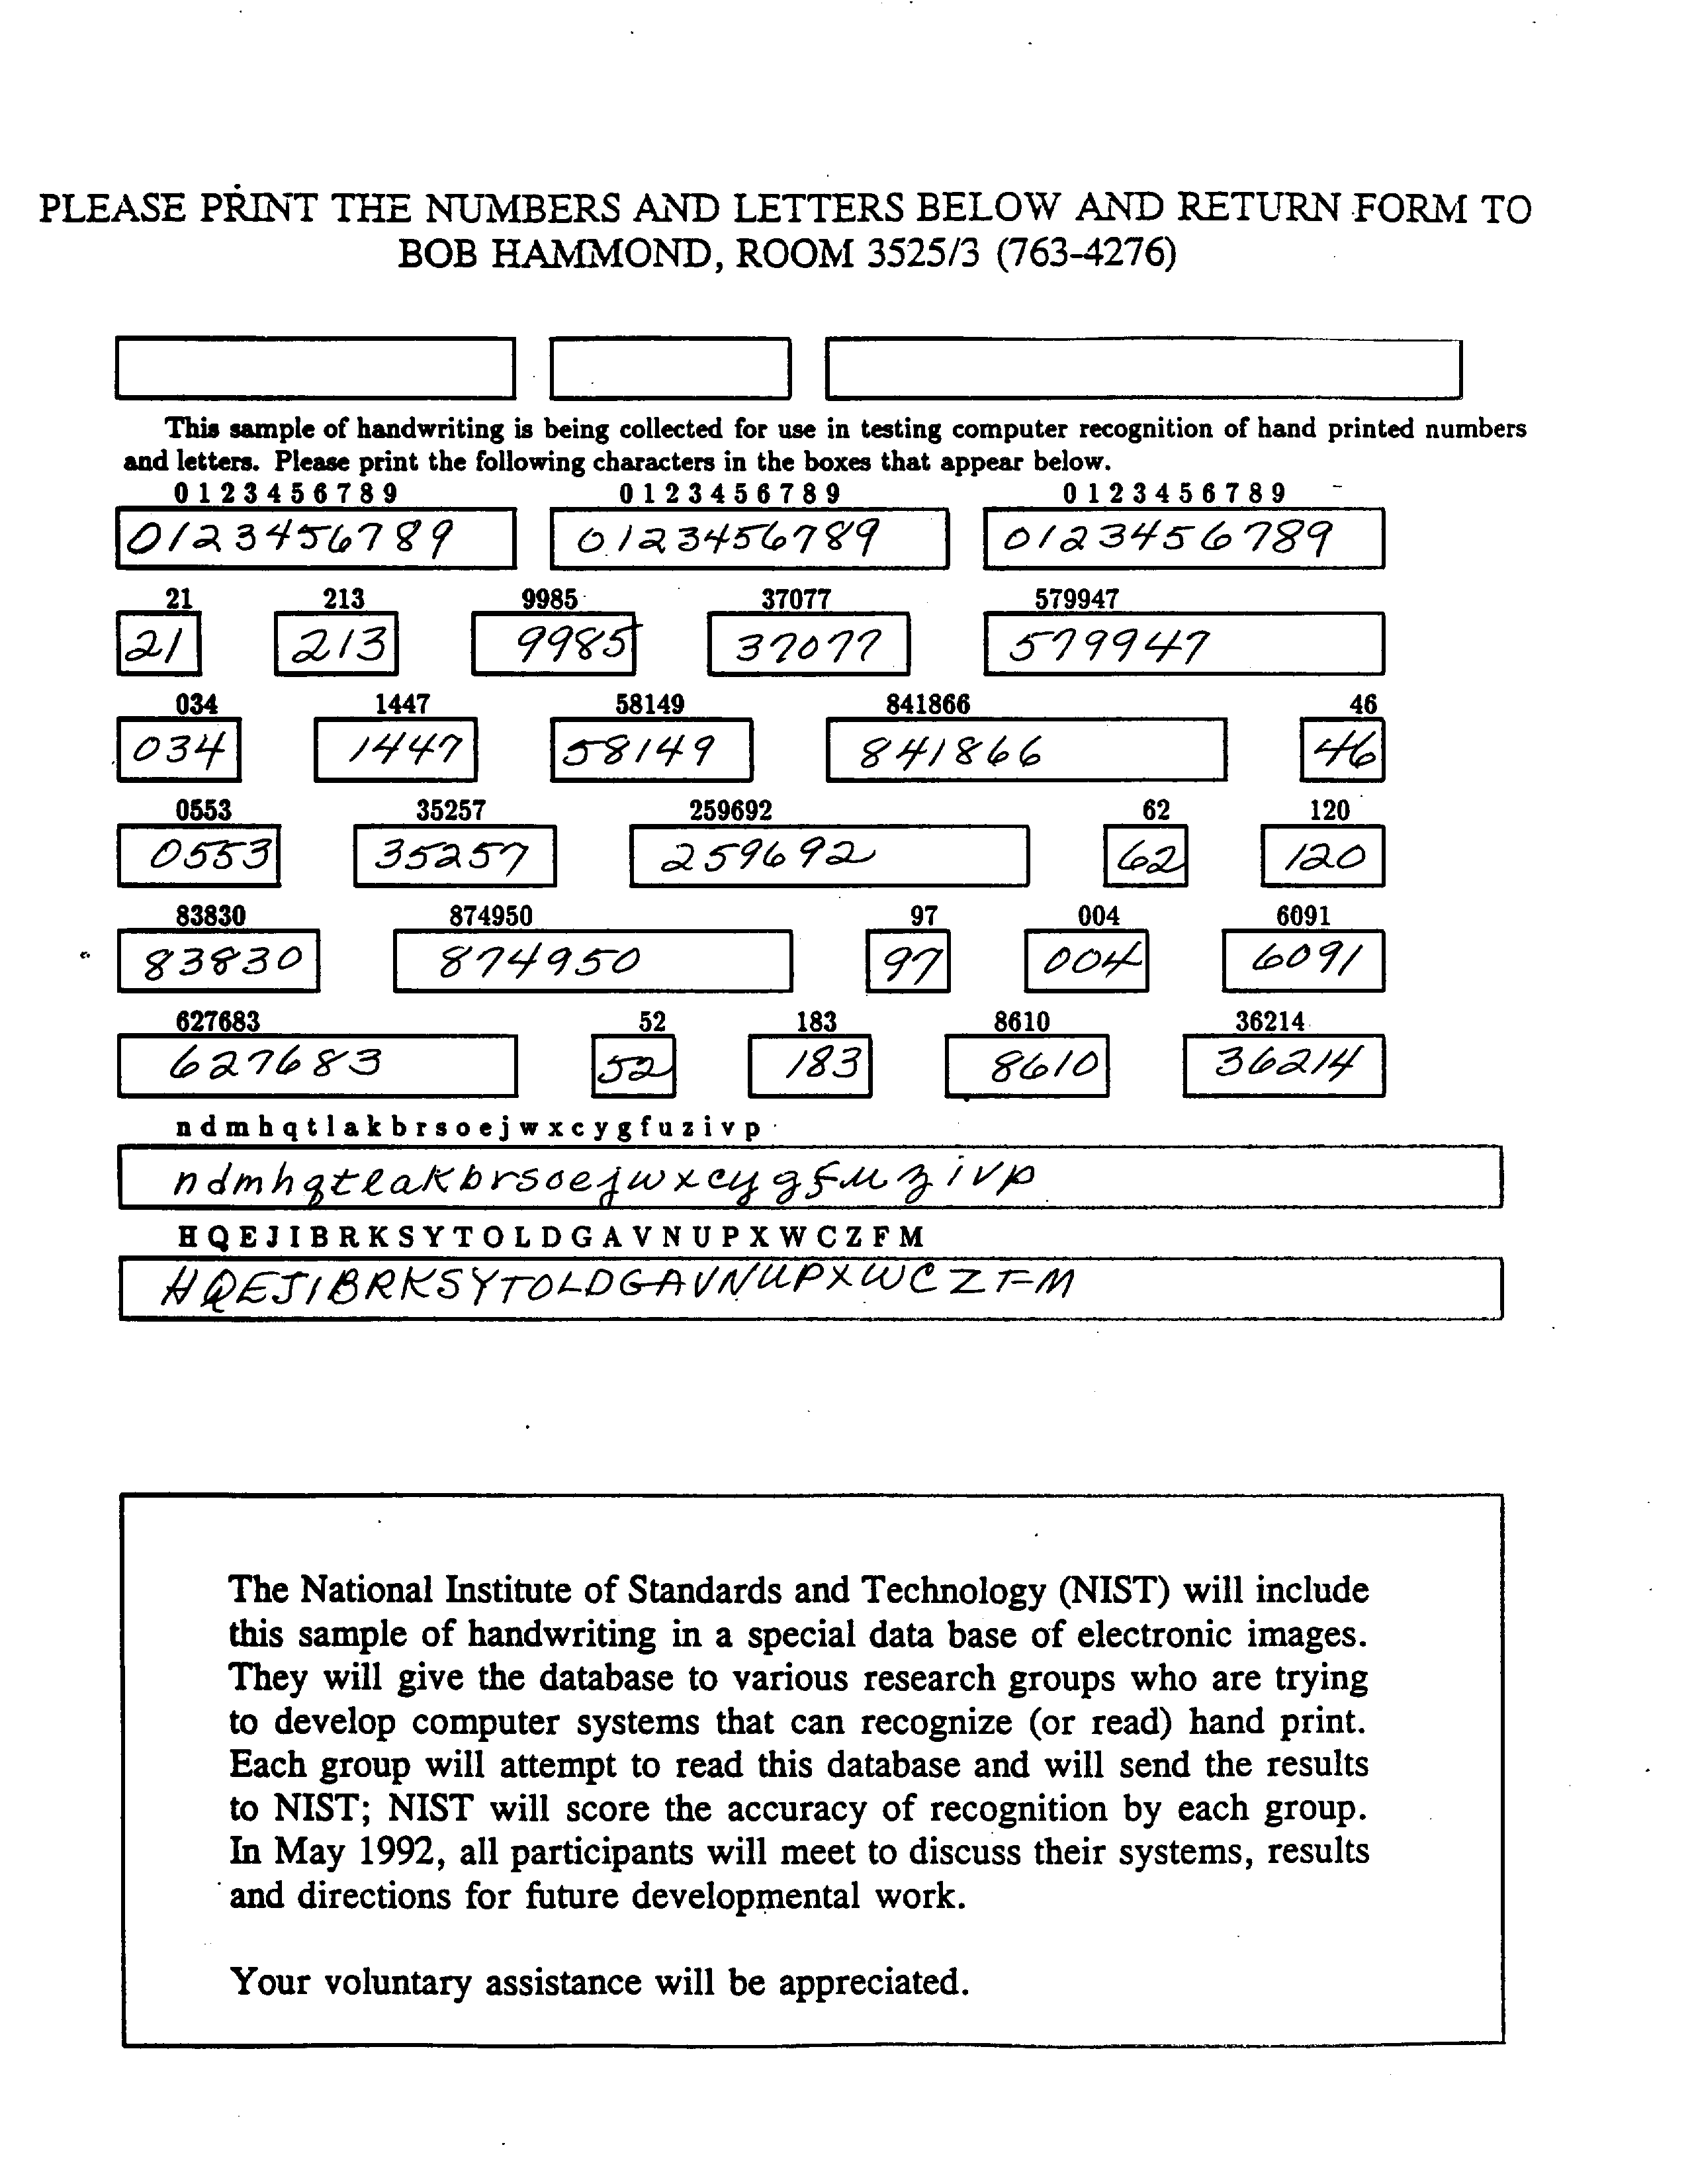 PLEASE PRINT THE NUMBERS AND LETTERS BELOW AND RETURN FORM TO
BOB HAMMOND, ROOM 3525/3 (763-4276)
This sample of handwriting is being collected for use in testing computer recognition of hand printed numbers
and letters. Please print the following characters in the boxes that appear below.
0 1 2 3 4 5 6 7 8 9 0 1 2 3 4 5 6 7 8 9 0 1 2 3 4 5 6 7 8 9
0123456789 0123456789 0123456789
21 213 9985 37077 579947
21 213 9985 37077 579947
034 1447 58149 841866 46
034 1447 58149 841866 46
0553 35257 259692 62 120
0553 35257 259692 62 120
83830 874950 97 004 6091
83830 874950 97 004 6091
627683 52 183 8610 36214
627683 52 183 8610 36214
n d m h q t l a k b r s o e j w x c y g f u z i v p
ndmhqtlakbrsoejwxcygfuzivp
H Q E J I B R K S Y T O L D G A V N U P X W C Z F M
HQEJIBRKSYTOLDGAVNUPXWCZFM
The National Institute of Standards and Technology (NIST) will include
this sample of handwriting in a special data base of electronic images.
They will give the database to various research groups who are trying
to develop computer systems that can recognize (or read) hand print.
Each group will attempt to read this database and will send the results
to NIST; NIST will score the accuracy of recognition by each group.
In May 1992, all participants will meet to discuss their systems, results
and directions for future developmental work.
Your voluntary assistance will be appreciated.